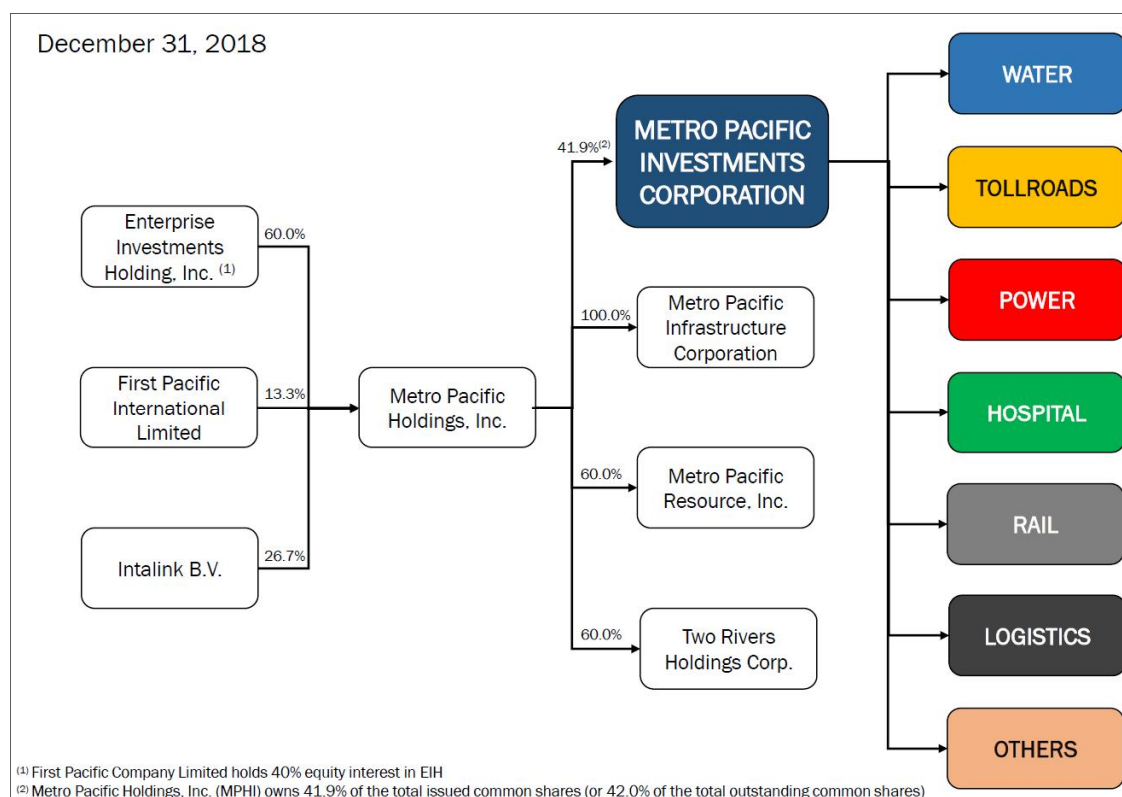 December 31, 2018
Enterprise
Investments
Holding, Inc. (1)
60.0%
First Pacific
International
Limited
13.3%
Intalink B.V.
26.7%
Metro Pacific
Holdings, Inc.
41.9%(2)
METRO PACIFIC
INVESTMENTS
CORPORATION
100.0%
Metro Pacific
Infrastructure
Corporation
60.0%
Metro Pacific
Resource, Inc.
60.0%
Two Rivers
Holdings Corp.
WATER
TOLLROADS
POWER
HOSPITAL
RAIL
LOGISTICS
OTHERS
(1) First Pacific Company Limited holds 40% equity interest in EIH
(2) Metro Pacific Holdings, Inc. (MPHI) owns 41.9% of the total issued common shares (or 42.0% of the total outstanding common shares)